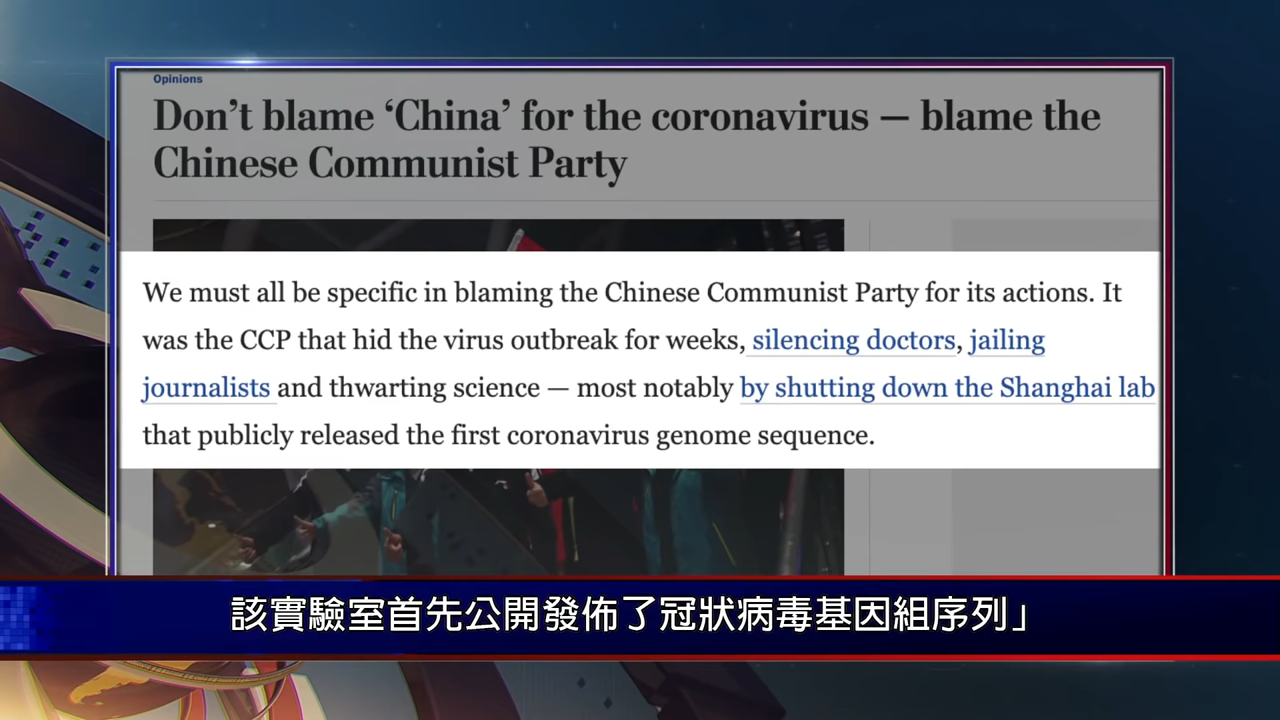 Opinions
Don’t blame ‘China’ for the coronavirus — blame the
Chinese Communist Party
We must all be specific in blaming the Chinese Communist Party for its actions. It
was the CCP that hid the virus outbreak for weeks, silencing doctors, jailing
journalists and thwarting science — most notably by shutting down the Shanghai lab
that publicly released the first coronavirus genome sequence.
該實驗室首先公開發佈了冠狀病毒基因組序列」